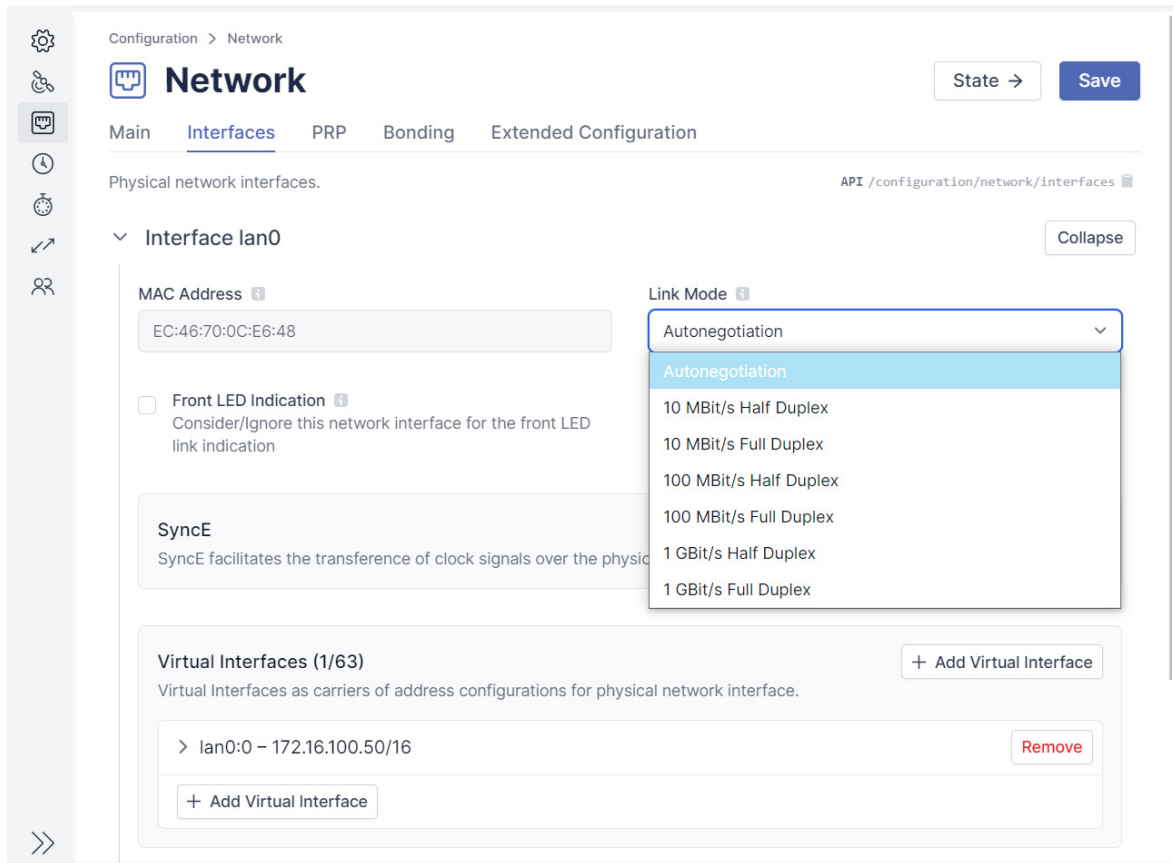 Configuration > Network
Network
State →
Save
Main Interfaces PRP Bonding Extended Configuration
Physical network interfaces.
API /configuration/network/interfaces
Interface lan0
Collapse
MAC Address
EC:46:70:0C:E6:48
Link Mode
Autonegotiation
Autonegotiation
10 MBit/s Half Duplex
10 MBit/s Full Duplex
100 MBit/s Half Duplex
100 MBit/s Full Duplex
1 GBit/s Half Duplex
1 GBit/s Full Duplex
Front LED Indication
Consider/Ignore this network interface for the front LED
link indication
SyncE
SyncE facilitates the transference of clock signals over the
Virtual Interfaces (1/63)
+ Add Virtual Interface
Virtual Interfaces as carriers of address configurations for physical network interface.
lan0:0 – 172.16.100.50/16
Remove
+ Add Virtual Interface